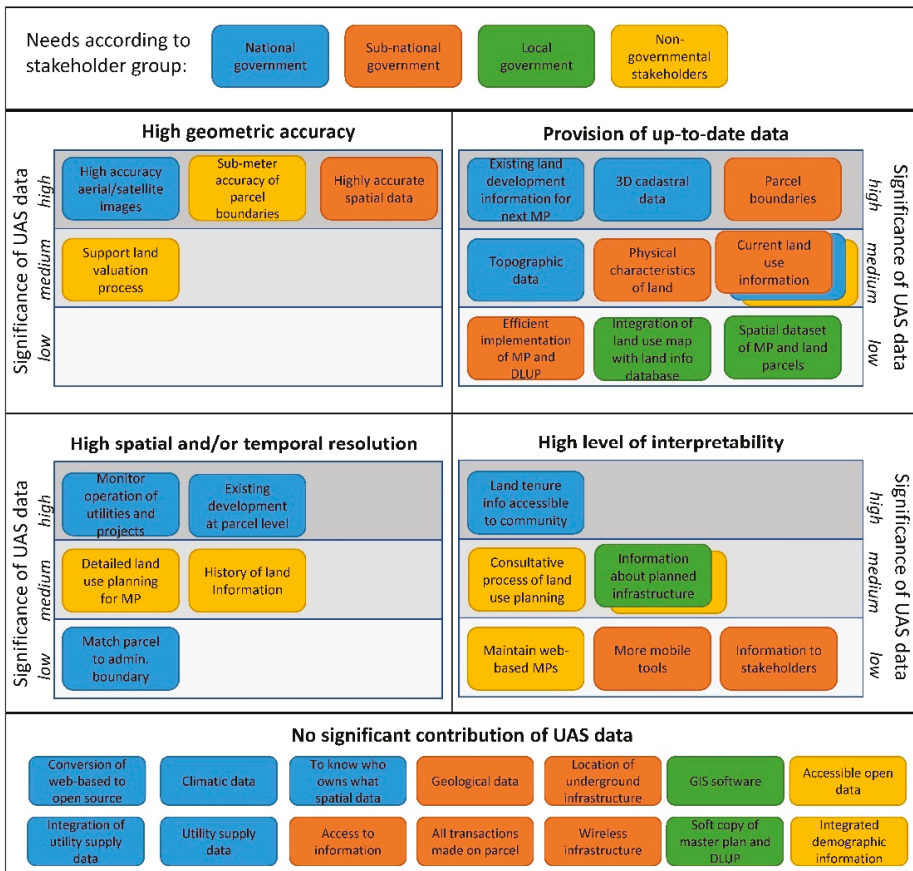 Needs according to
stakeholder group:
National
government
Sub-national
government
Local
government
Non-
governmental
stakeholders
High geometric accuracy
Significance of UAS data
high
medium
low
High accuracy
aerial/satellite
images
Sub-meter
accuracy of
parcel
boundaries
Highly accurate
spatial data
Support land
valuation
process
Provision of up-to-date data
Significance of UAS data
high
medium
low
Existing land
development
information for
next MP
3D cadastral
data
Parcel
boundaries
Topographic
data
Physical
characteristics
of land
Current land
use
information
Efficient
implementation
of MP and
DLUP
Integration of
land use map
with land info
database
Spatial dataset
of MP and land
parcels
High spatial and/or temporal resolution
Significance of UAS data
high
medium
low
Monitor
operation of
utilities and
projects
Existing
development
at parcel level
Detailed land
use planning
for MP
History of land
Information
Match parcel
to admin.
boundary
High level of interpretability
Significance of UAS data
high
medium
low
Land tenure
info accessible
to community
Consultative
process of land
use planning
Information
about planned
infrastructure
Maintain web-
based MPs
More mobile
tools
Information to
stakeholders
No significant contribution of UAS data
Conversion of
web-based to
open source
Climatic data
To know who
owns what
spatial data
Geological data
Location of
underground
infrastructure
GIS software
Accessible open
data
Integration of
utility supply
data
Utility supply
data
Access to
information
All transactions
made on parcel
Wireless
infrastructure
Soft copy of
master plan and
DLUP
Integrated
demographic
information